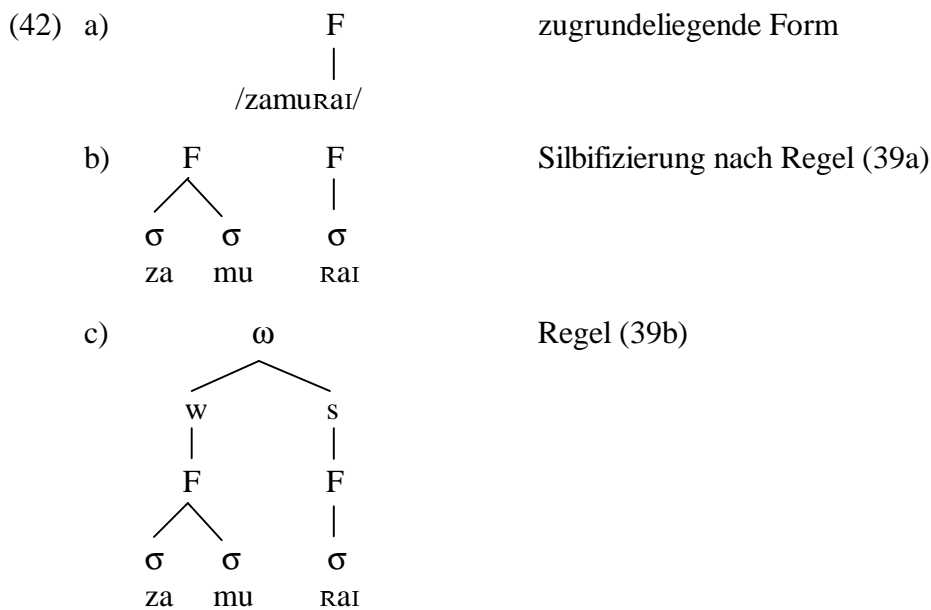 (42) a) F zugrundeliegende Form
/zamuʀaɪ/
b) F F Silbifizierung nach Regel (39a)
σ σ σ
za mu ʀaɪ
c) ω Regel (39b)
w s
F F
σ σ σ
za mu ʀaɪ